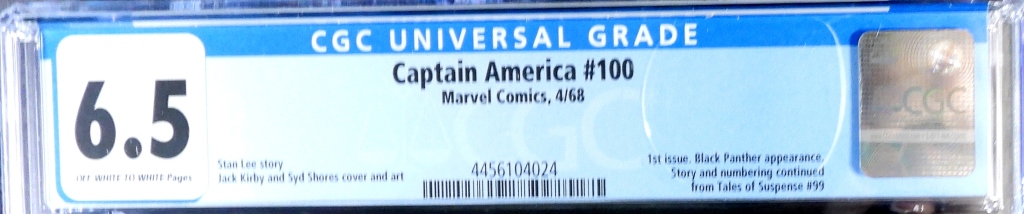 CGC UNIVERSAL GRADE
Captain America #100
Marvel Comics, 4/68
6.5
OFF WHITE TO WHITE Pages
Stan Lee story
Jack Kirby and Syd Shores cover and art
4456104024
1st issue. Black Panther appearance.
Story and numbering continued
from Tales of Suspense #99
CGC
CGC